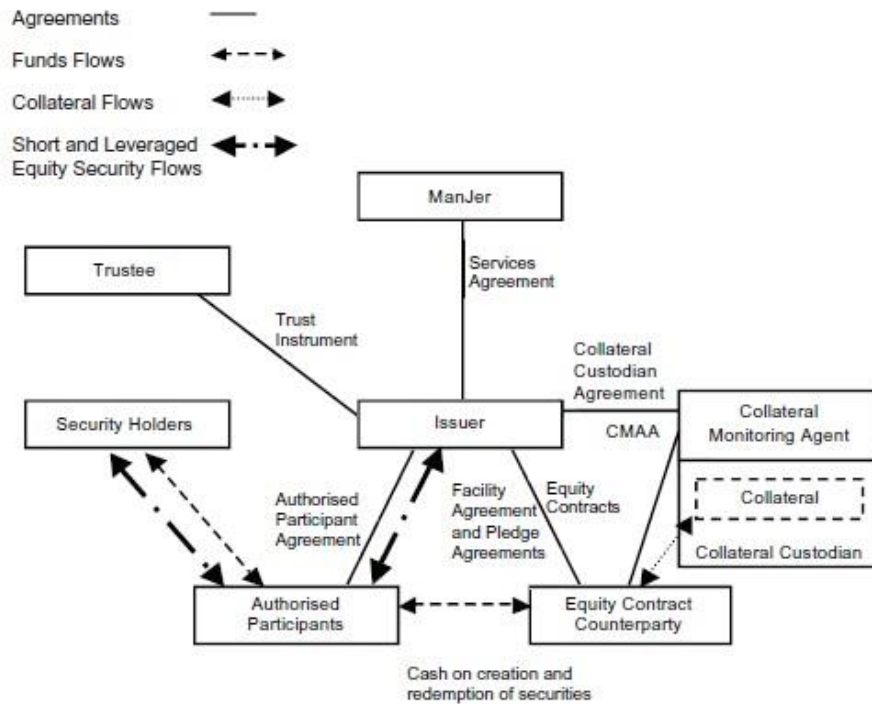 Agreements
Funds Flows
Collateral Flows
Short and Leveraged
Equity Security Flows
ManJer
Trustee
Services
Agreement
Trust
Instrument
Collateral
Custodian
Agreement
Security Holders
Issuer
CMAA
Collateral
Monitoring Agent
Authorised
Participant
Agreement
Facility
Agreement
and Pledge
Agreements
Equity
Contracts
Collateral
Collateral Custodian
Authorised
Participants
Equity Contract
Counterparty
Cash on creation and
redemption of securities